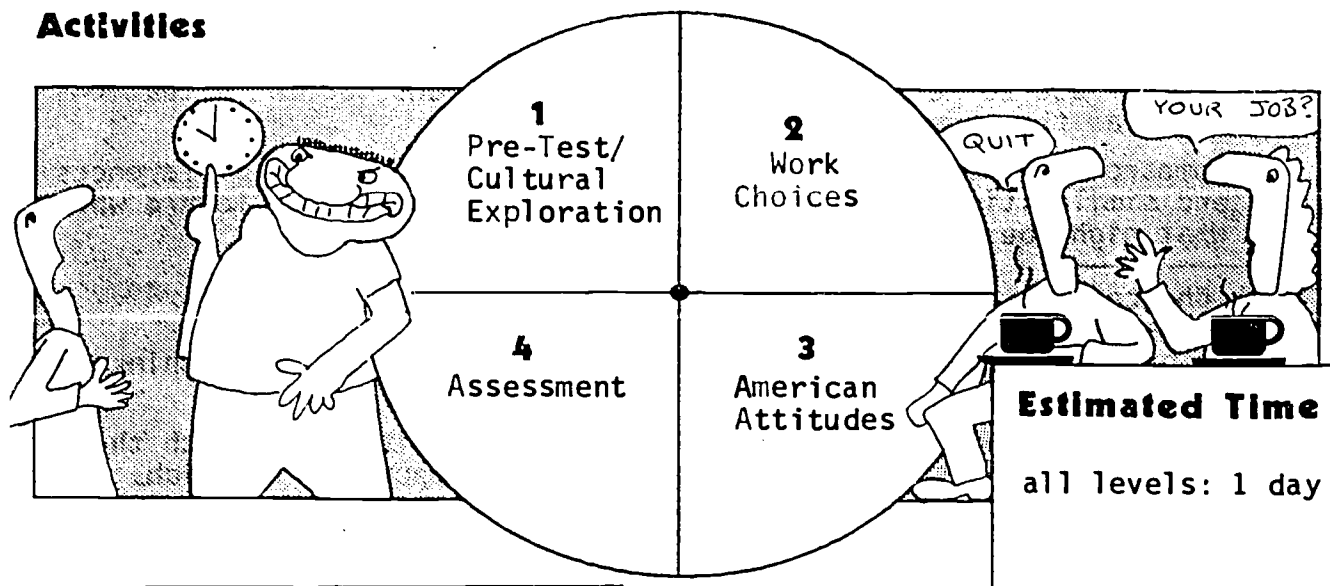 Activities
1
Pre-Test/
Cultural
Exploration
2
Work
Choices
QUIT
YOUR JOB?
4
Assessment
3
American
Attitudes
Estimated Time
all levels: 1 day